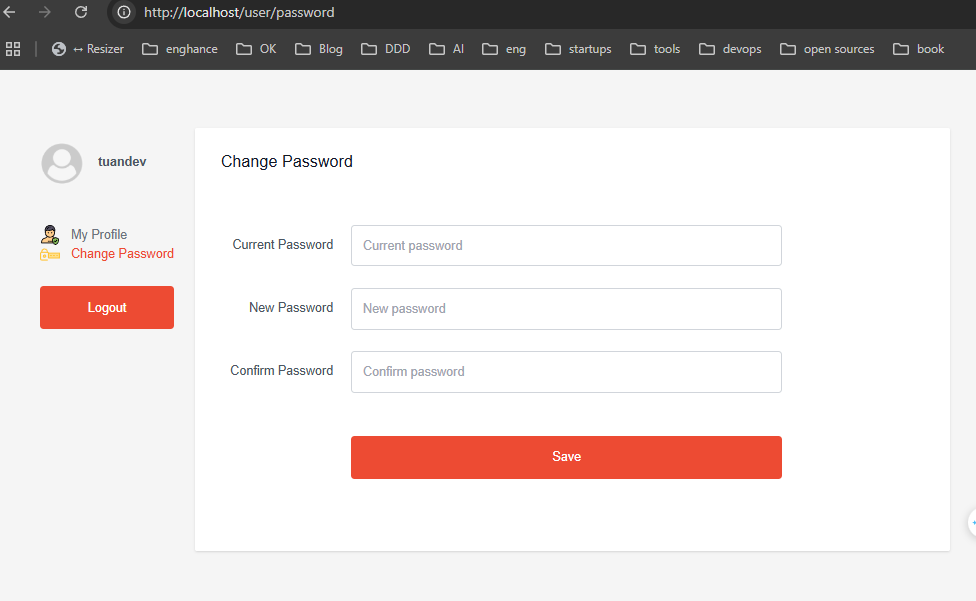 http://localhost/user/password
↔ Resizer enghance OK Blog DDD AI eng startups tools devops open sources book
tuandev
My Profile
Change Password
Logout
Change Password
Current Password Current password
New Password New password
Confirm Password Confirm password
Save